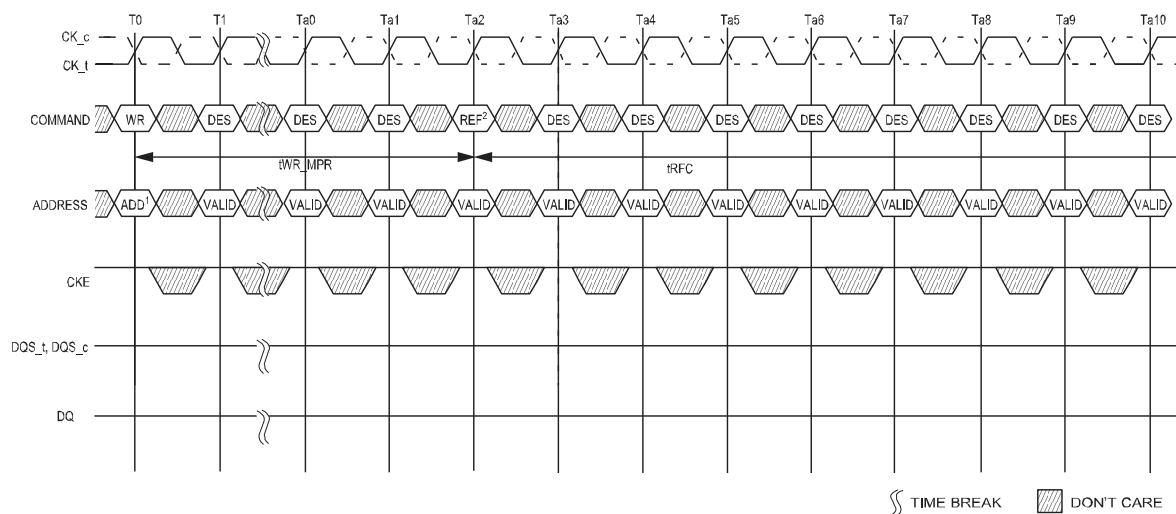 T0 T1 Ta0 Ta1 Ta2 Ta3 Ta4 Ta5 Ta6 Ta7 Ta8 Ta9 Ta10
CK_c
CK_t
COMMAND WR DES DES DES REF2 DES DES DES DES DES DES DES DES
tWR_MPR tRFC
ADDRESS ADD1 VALID VALID VALID VALID VALID VALID VALID VALID VALID VALID VALID VALID
CKE
DQS_t, DQS_c
DQ
TIME BREAK DON'T CARE